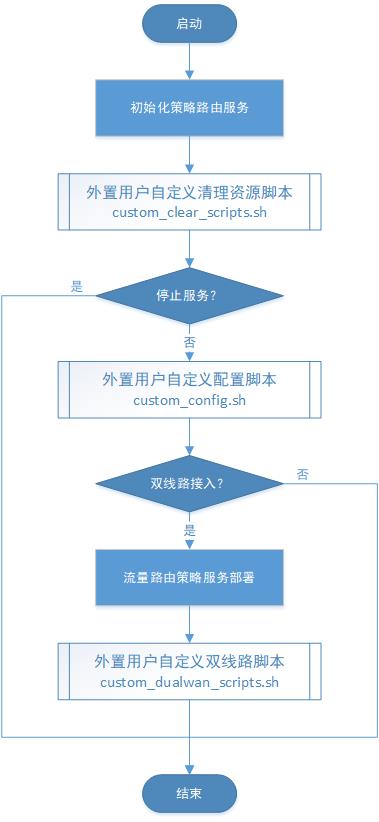 启动
初始化策略路由服务
外置用户自定义清理资源脚本
custom_clear_scripts.sh
停止服务？
是
否
外置用户自定义配置脚本
custom_config.sh
双线路接入？
否
是
流量路由策略服务部署
外置用户自定义双线路脚本
custom_dualwan_scripts.sh
结束